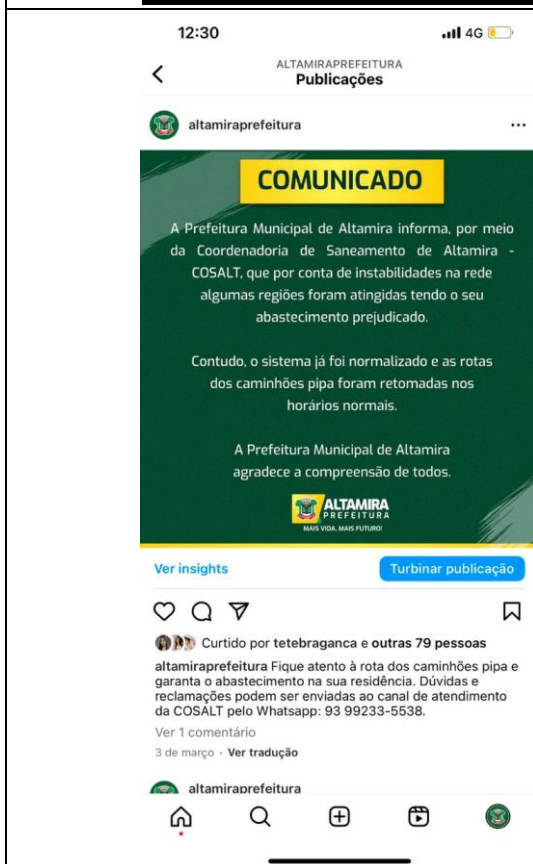 12:30
4G
ALTAMIRAPREFEITURA
Publicações
altamiraprefeitura
COMUNICADO
A Prefeitura Municipal de Altamira informa, por meio
da Coordenadoria de Saneamento de Altamira -
COSALT, que por conta de instabilidades na rede
algumas regiões foram atingidas tendo o seu
abastecimento prejudicado.
Contudo, o sistema já foi normalizado e as rotas
dos caminhões pipa foram retomadas nos
horários normais.
A Prefeitura Municipal de Altamira
agradece a compreensão de todos.
ALTAMIRA
PREFEITURA
MAIS VIDA, MAIS FUTURO!
Ver insights
Turbinar publicação
Curtido por tetebraganca e outras 79 pessoas
altamiraprefeitura Fique atento à rota dos caminhões pipa e
garanta o abastecimento na sua residência. Dúvidas e
reclamações podem ser enviadas ao canal de atendimento
da COSALT pelo Whatsapp: 93 99233-5538.
Ver 1 comentário
3 de março · Ver tradução
altamiraprefeitura